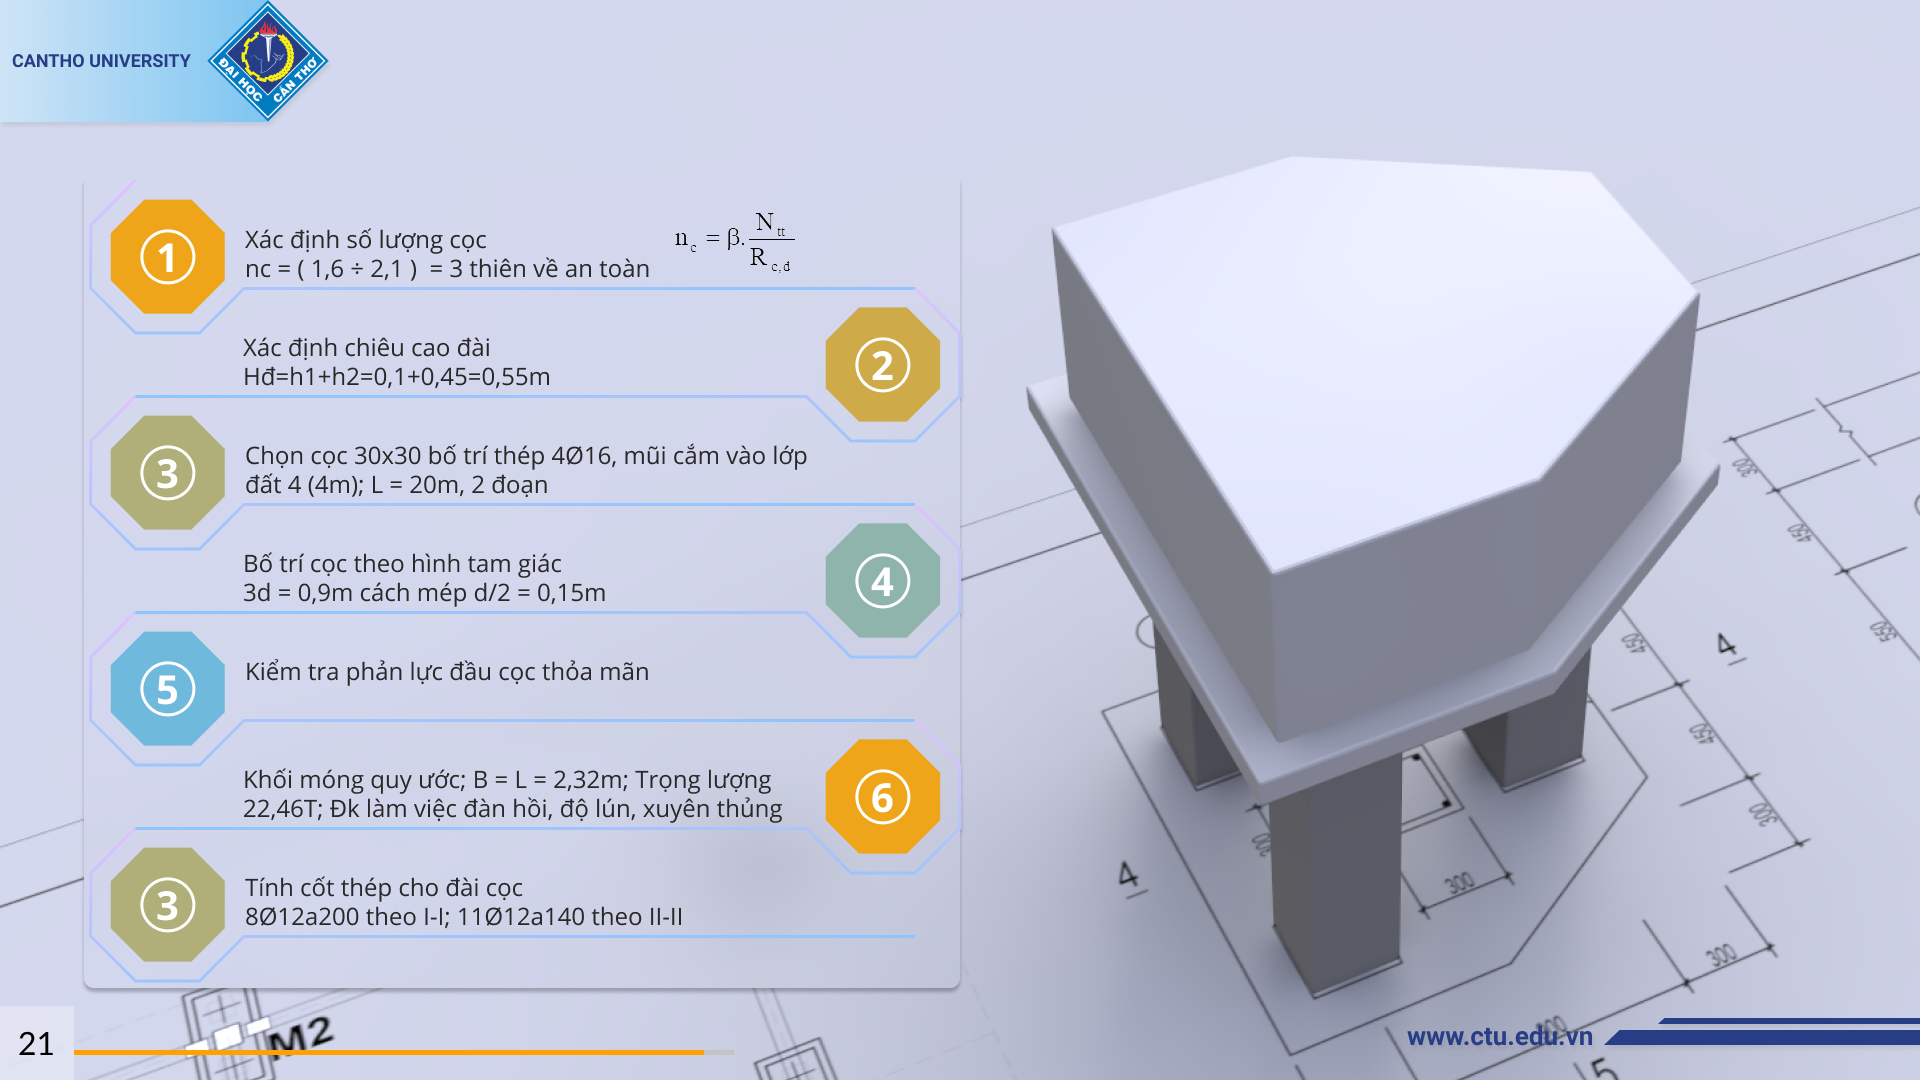 CANTHO UNIVERSITY
ĐẠI HỌC CẦN THƠ
1
Xác định số lượng cọc
nc = ( 1,6 ÷ 2,1 )  = 3 thiên về an toàn
n c = β. N tt / R c,đ
Xác định chiêu cao đài
Hđ=h1+h2=0,1+0,45=0,55m
2
3
Chọn cọc 30x30 bố trí thép 4Ø16, mũi cắm vào lớp
đất 4 (4m); L = 20m, 2 đoạn
Bố trí cọc theo hình tam giác
3d = 0,9m cách mép d/2 = 0,15m
4
5
Kiểm tra phản lực đầu cọc thỏa mãn
Khối móng quy ước; B = L = 2,32m; Trọng lượng
22,46T; Đk làm việc đàn hồi, độ lún, xuyên thủng
6
3
Tính cốt thép cho đài cọc
8Ø12a200 theo I-I; 11Ø12a140 theo II-II
300
450
550
450
4
450
300
300
4
300
300
M2
5
21
www.ctu.edu.vn